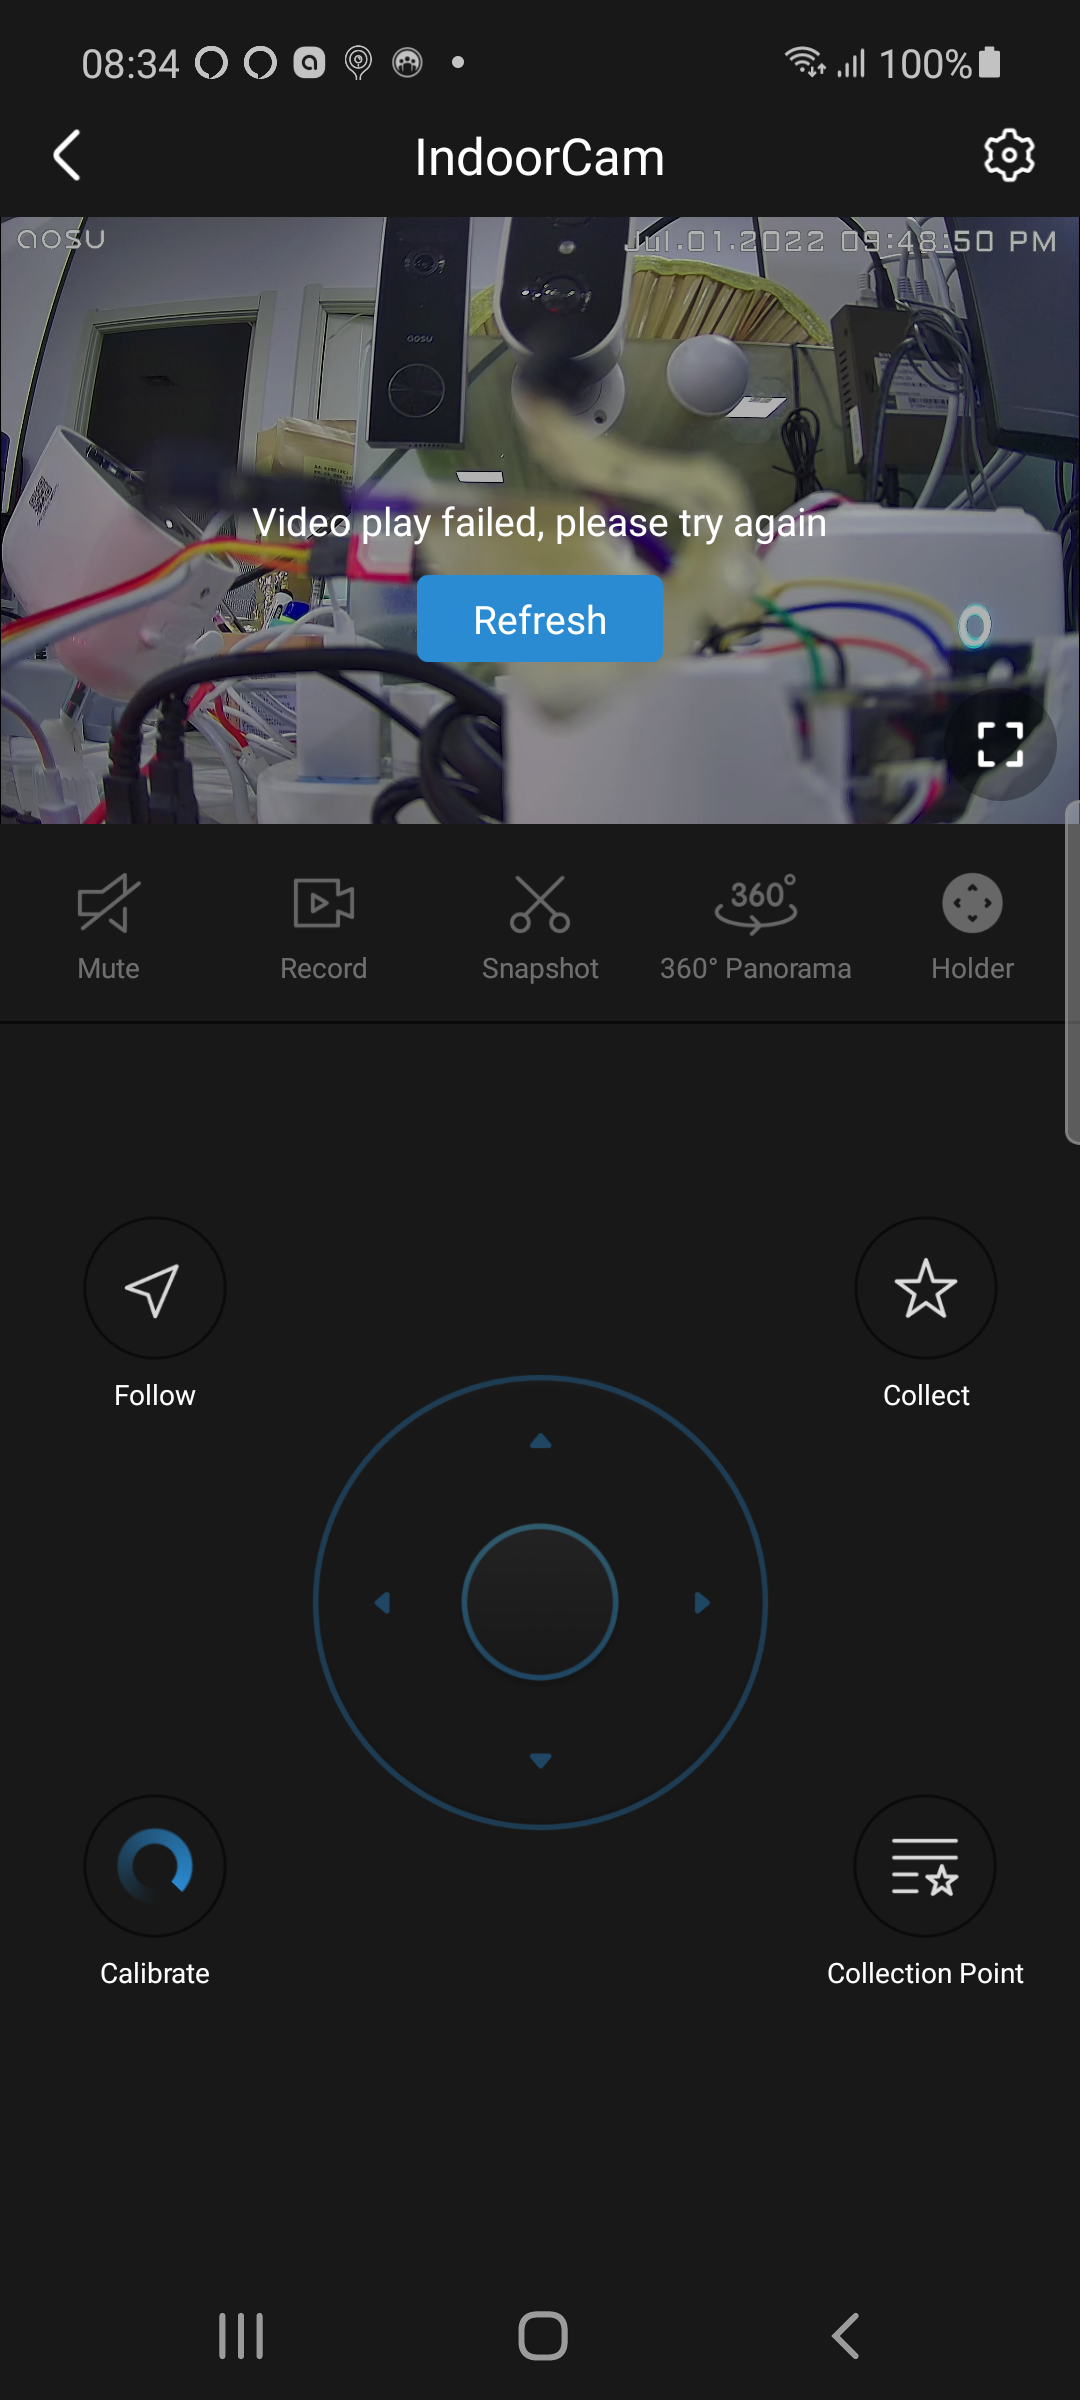 08:34 100%
IndoorCam
aosu Jul.01.2022 09:48:50 PM
aosu
Video play failed, please try again
Refresh
Mute Record Snapshot 360° 360° Panorama Holder
Follow Collect
Calibrate Collection Point